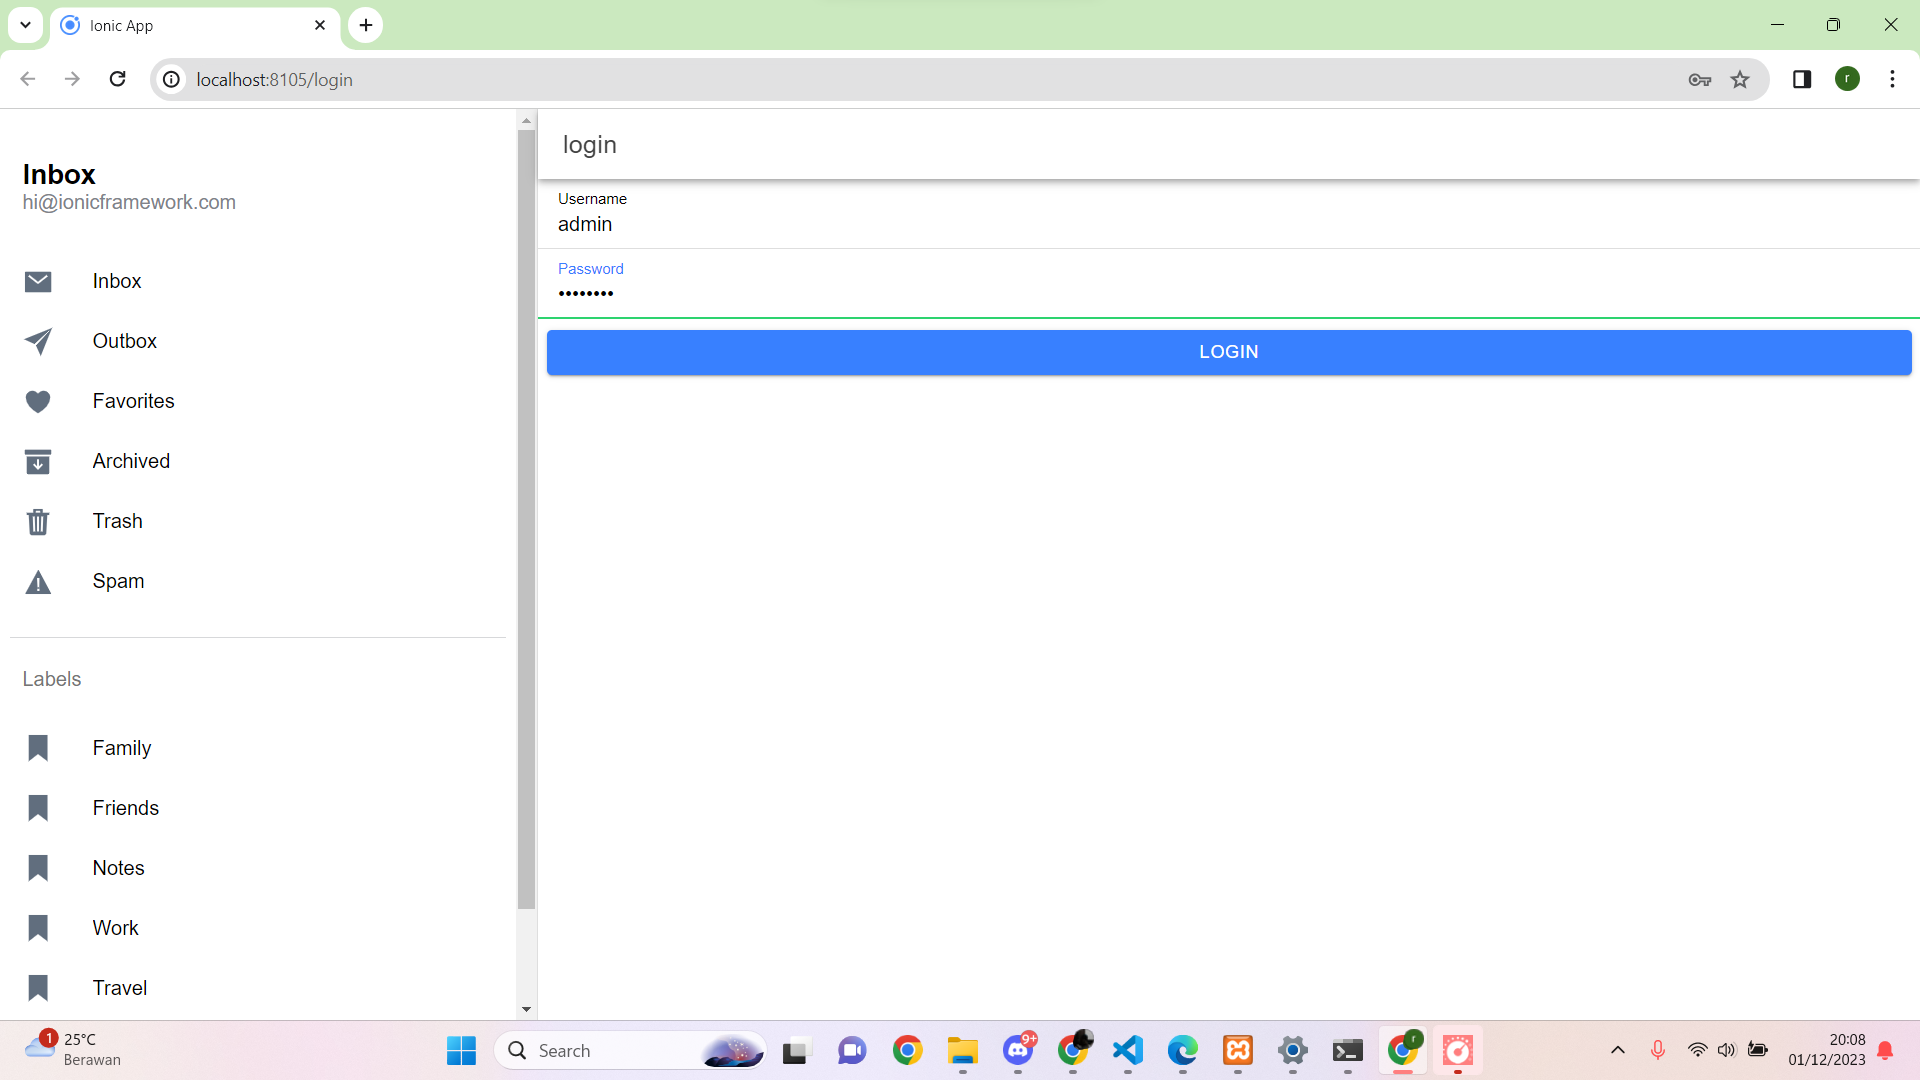 Ionic App
localhost:8105/login
r
Inbox
hi@ionicframework.com
Inbox
Outbox
Favorites
Archived
Trash
Spam
Labels
Family
Friends
Notes
Work
Travel
login
Username
admin
Password
••••••••
LOGIN
1
25°C
Berawan
Search
9+
r
20:08
01/12/2023